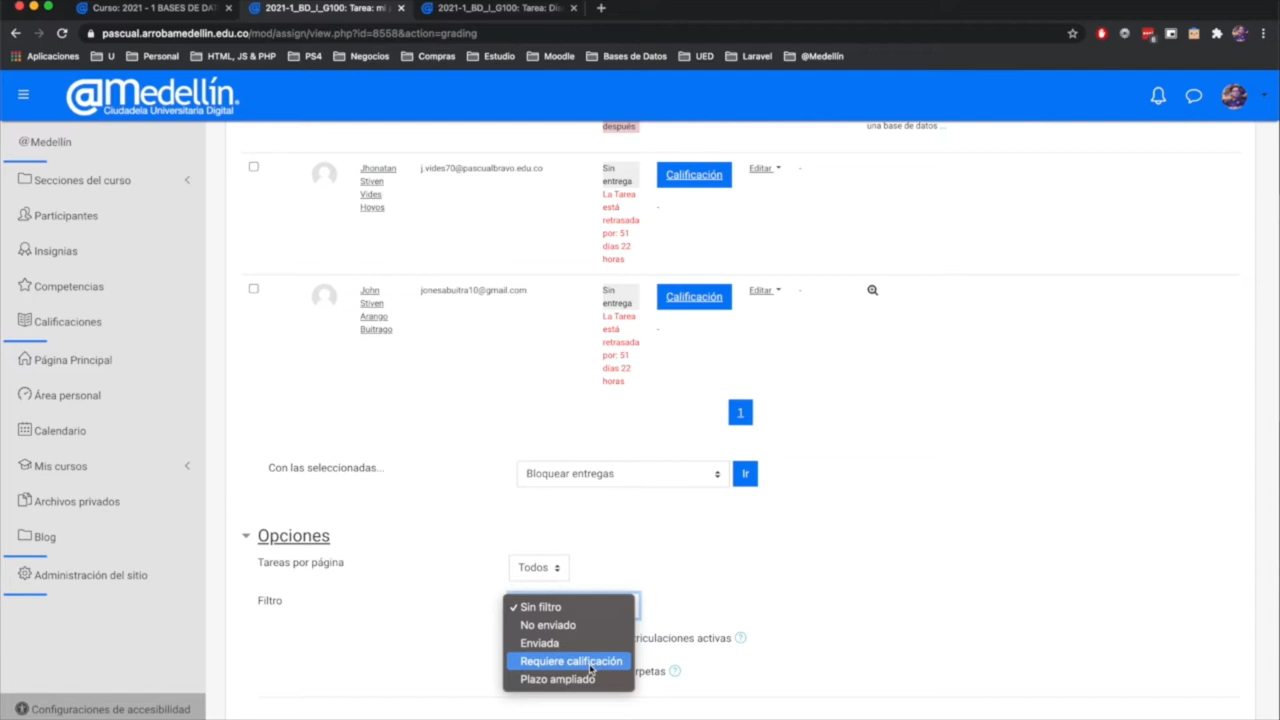 Curso: 2021 - 1 BASES DE DAT
2021-1_BD_I_G100: Tarea: mi
2021-1_BD_I_G100: Tarea: Dis
pascual.arrobamedellin.edu.co/mod/assign/view.php?id=8558&action=grading
Aplicaciones
U
Personal
HTML, JS & PHP
PS4
Negocios
Compras
Estudio
Moodle
Bases de Datos
UED
Laravel
@Medellín
@Medellín.
Ciudadela Universitaria Digital
@Medellín
Secciones del curso
Participantes
Insignias
Competencias
Calificaciones
Página Principal
Área personal
Calendario
Mis cursos
Archivos privados
Blog
Administración del sitio
Configuraciones de accesibilidad
después
una base de datos ...
Jhonatan
Stiven
Vides
Hoyos
j.vides70@pascualbravo.edu.co
Sin
entrega
La Tarea
está
retrasada
por: 51
días 22
horas
Calificación
-
Editar
-
John
Stiven
Arango
Buitrago
jonesabuitra10@gmail.com
Sin
entrega
La Tarea
está
retrasada
por: 51
días 22
horas
Calificación
-
Editar
-
1
Con las seleccionadas...
Bloquear entregas
Ir
Opciones
Tareas por página
Todos
Filtro
✓ Sin filtro
No enviado
Enviada
Requiere calificación
Plazo ampliado
triculaciones activas
rpetas